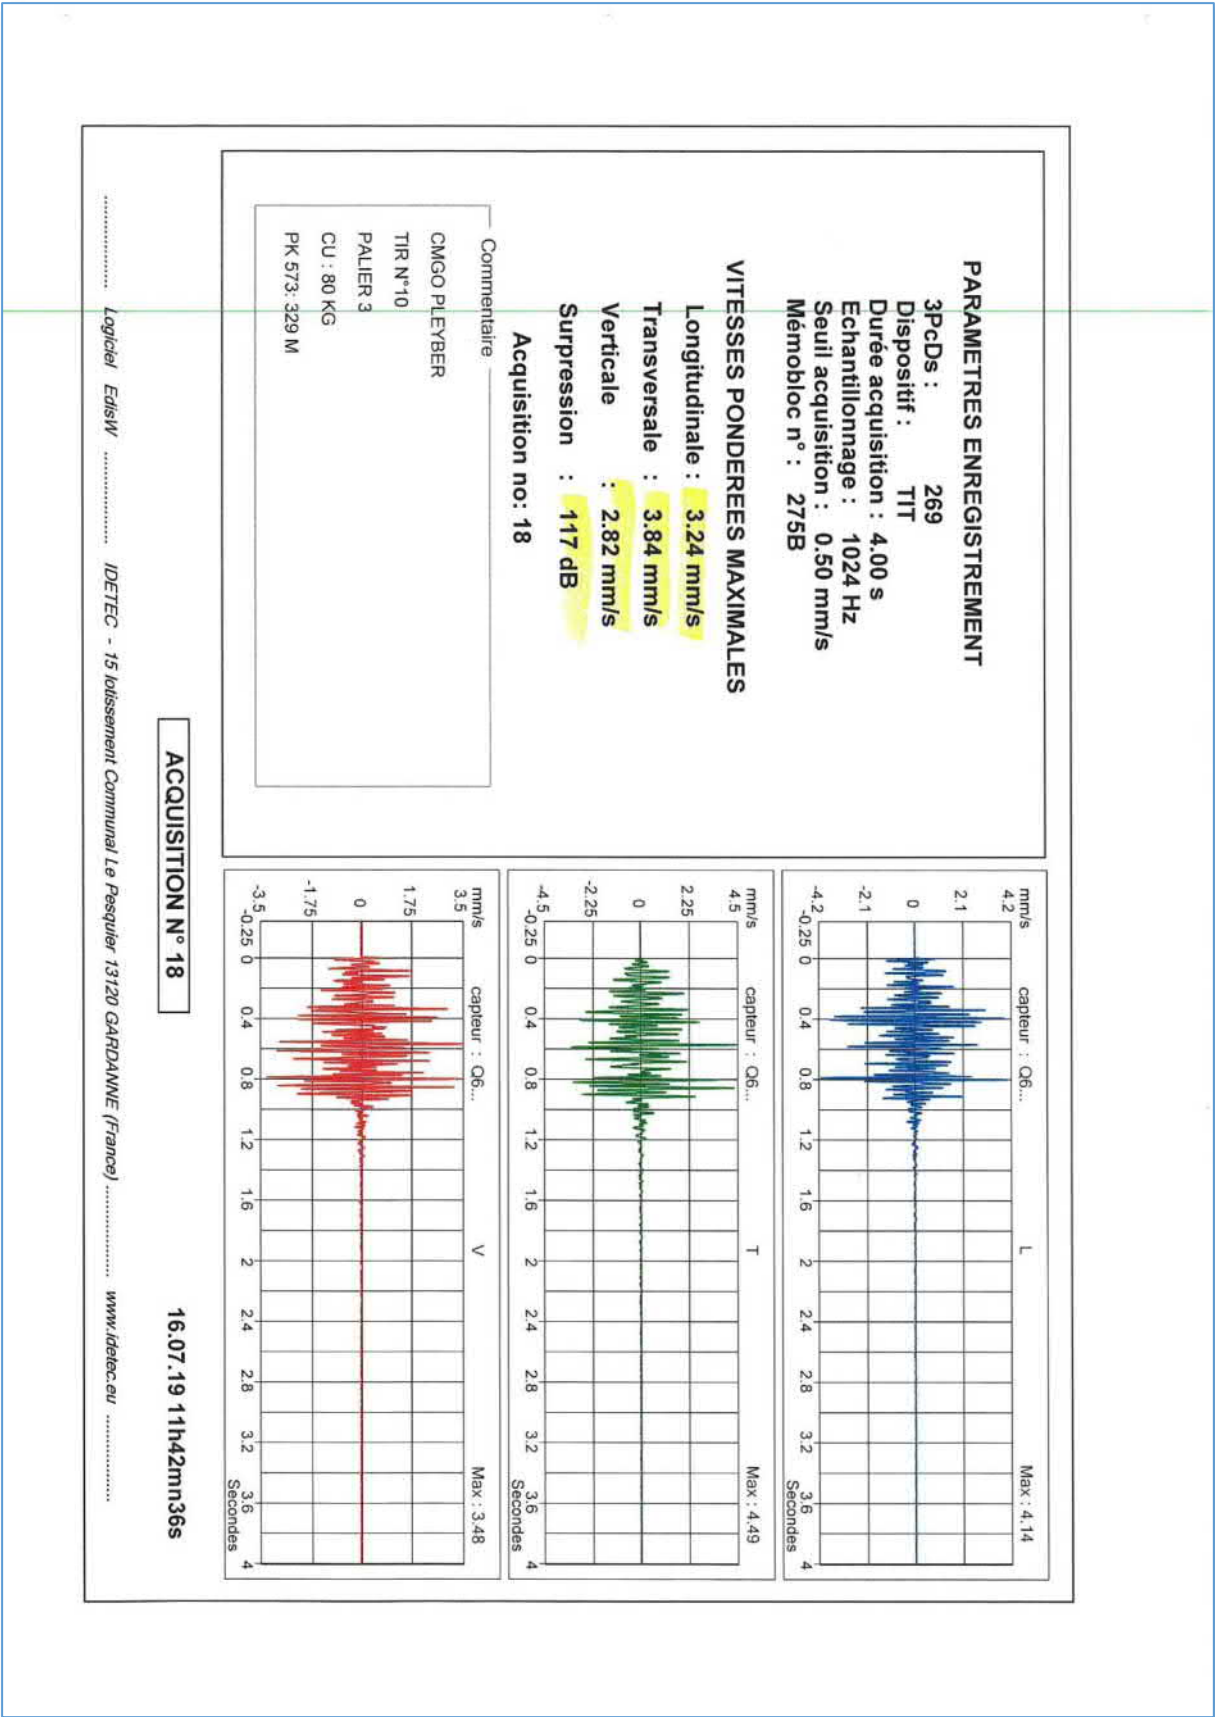 PARAMETRES ENREGISTREMENT
3PcDs : 269
Dispositif : TIT
Durée acquisition : 4.00 s
Echantillonnage : 1024 Hz
Seuil acquisition : 0.50 mm/s
Mémobloc n° : 275B
VITESSES PONDEREES MAXIMALES
Longitudinale : 3.24 mm/s
Transversale : 3.84 mm/s
Verticale : 2.82 mm/s
Surpression : 117 dB
Acquisition no: 18
Commentaire
CMGO PLEYBER
TIR N°10
PALIER 3
CU : 80 KG
PK 573: 329 M
mm/s capteur : Q6... L Max : 4.14
4.2
2.1
0
-2.1
-4.2
-0.25 0 0.4 0.8 1.2 1.6 2 2.4 2.8 3.2 3.6 4
Secondes
mm/s capteur : Q6... T Max : 4.49
4.5
2.25
0
-2.25
-4.5
-0.25 0 0.4 0.8 1.2 1.6 2 2.4 2.8 3.2 3.6 4
Secondes
mm/s capteur : Q6... V Max : 3.48
3.5
1.75
0
-1.75
-3.5
-0.25 0 0.4 0.8 1.2 1.6 2 2.4 2.8 3.2 3.6 4
Secondes
ACQUISITION N° 18 16.07.19 11h42mn36s
................ Logiciel EdisW ................ IDETEC - 15 lotissement Communal Le Pesquier 13120 GARDANNE (France) ................ www.idetec.eu ................